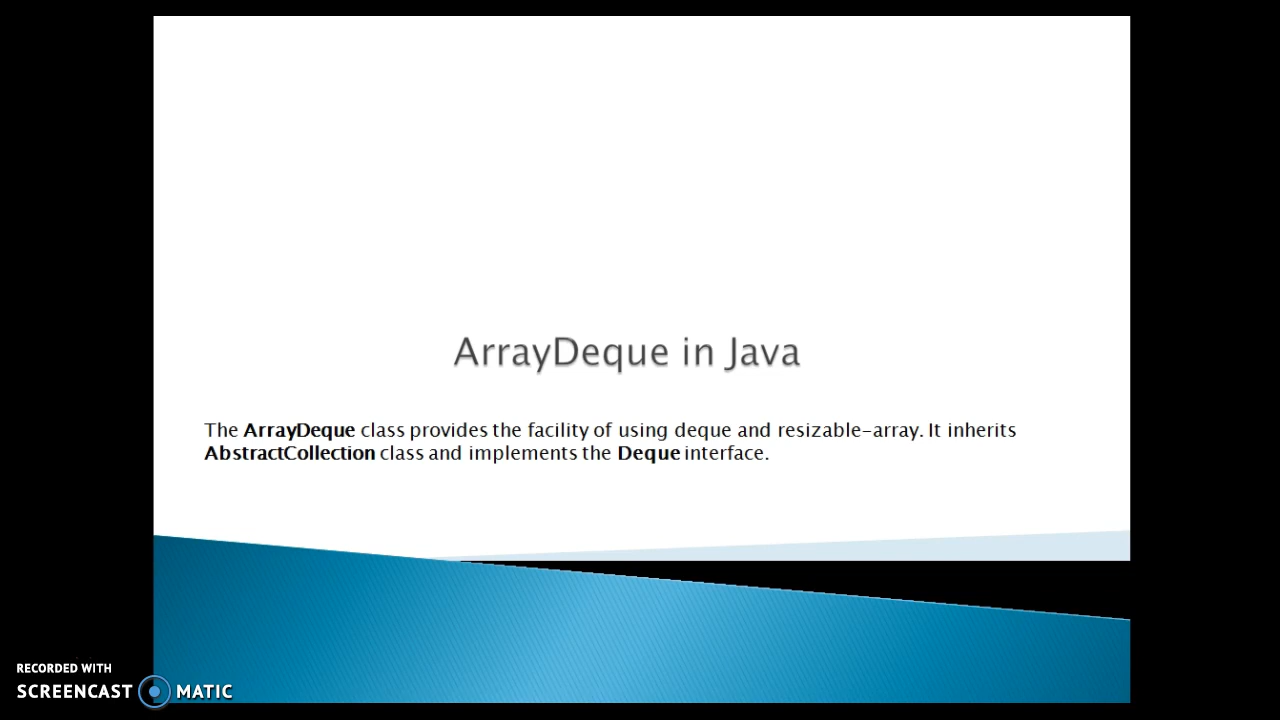 ArrayDeque in Java
The ArrayDeque class provides the facility of using deque and resizable-array. It inherits
AbstractCollection class and implements the Deque interface.
RECORDED WITH
SCREENCAST MATIC